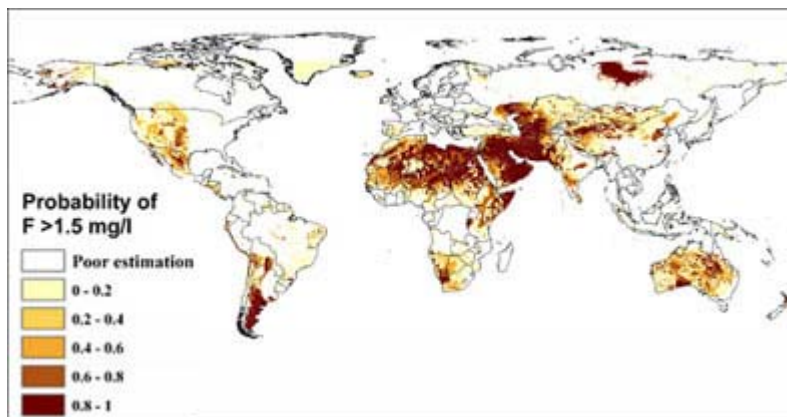 Probability of
F >1.5 mg/l
Poor estimation
0 - 0.2
0.2 - 0.4
0.4 - 0.6
0.6 - 0.8
0.8 - 1